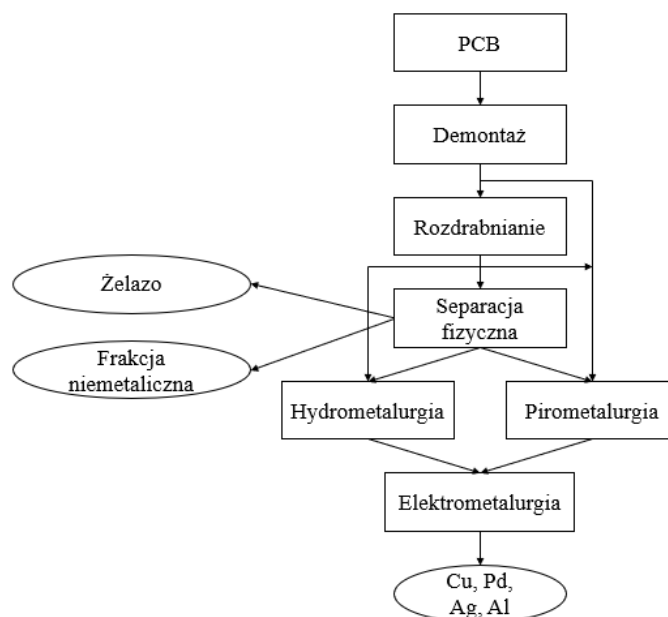 PCB
Demontaż
Rozdrabnianie
Żelazo
Separacja
fizyczna
Frakcja
niemetaliczna
Hydrometalurgia
Pirometalurgia
Elektrometalurgia
Cu, Pd,
Ag, Al